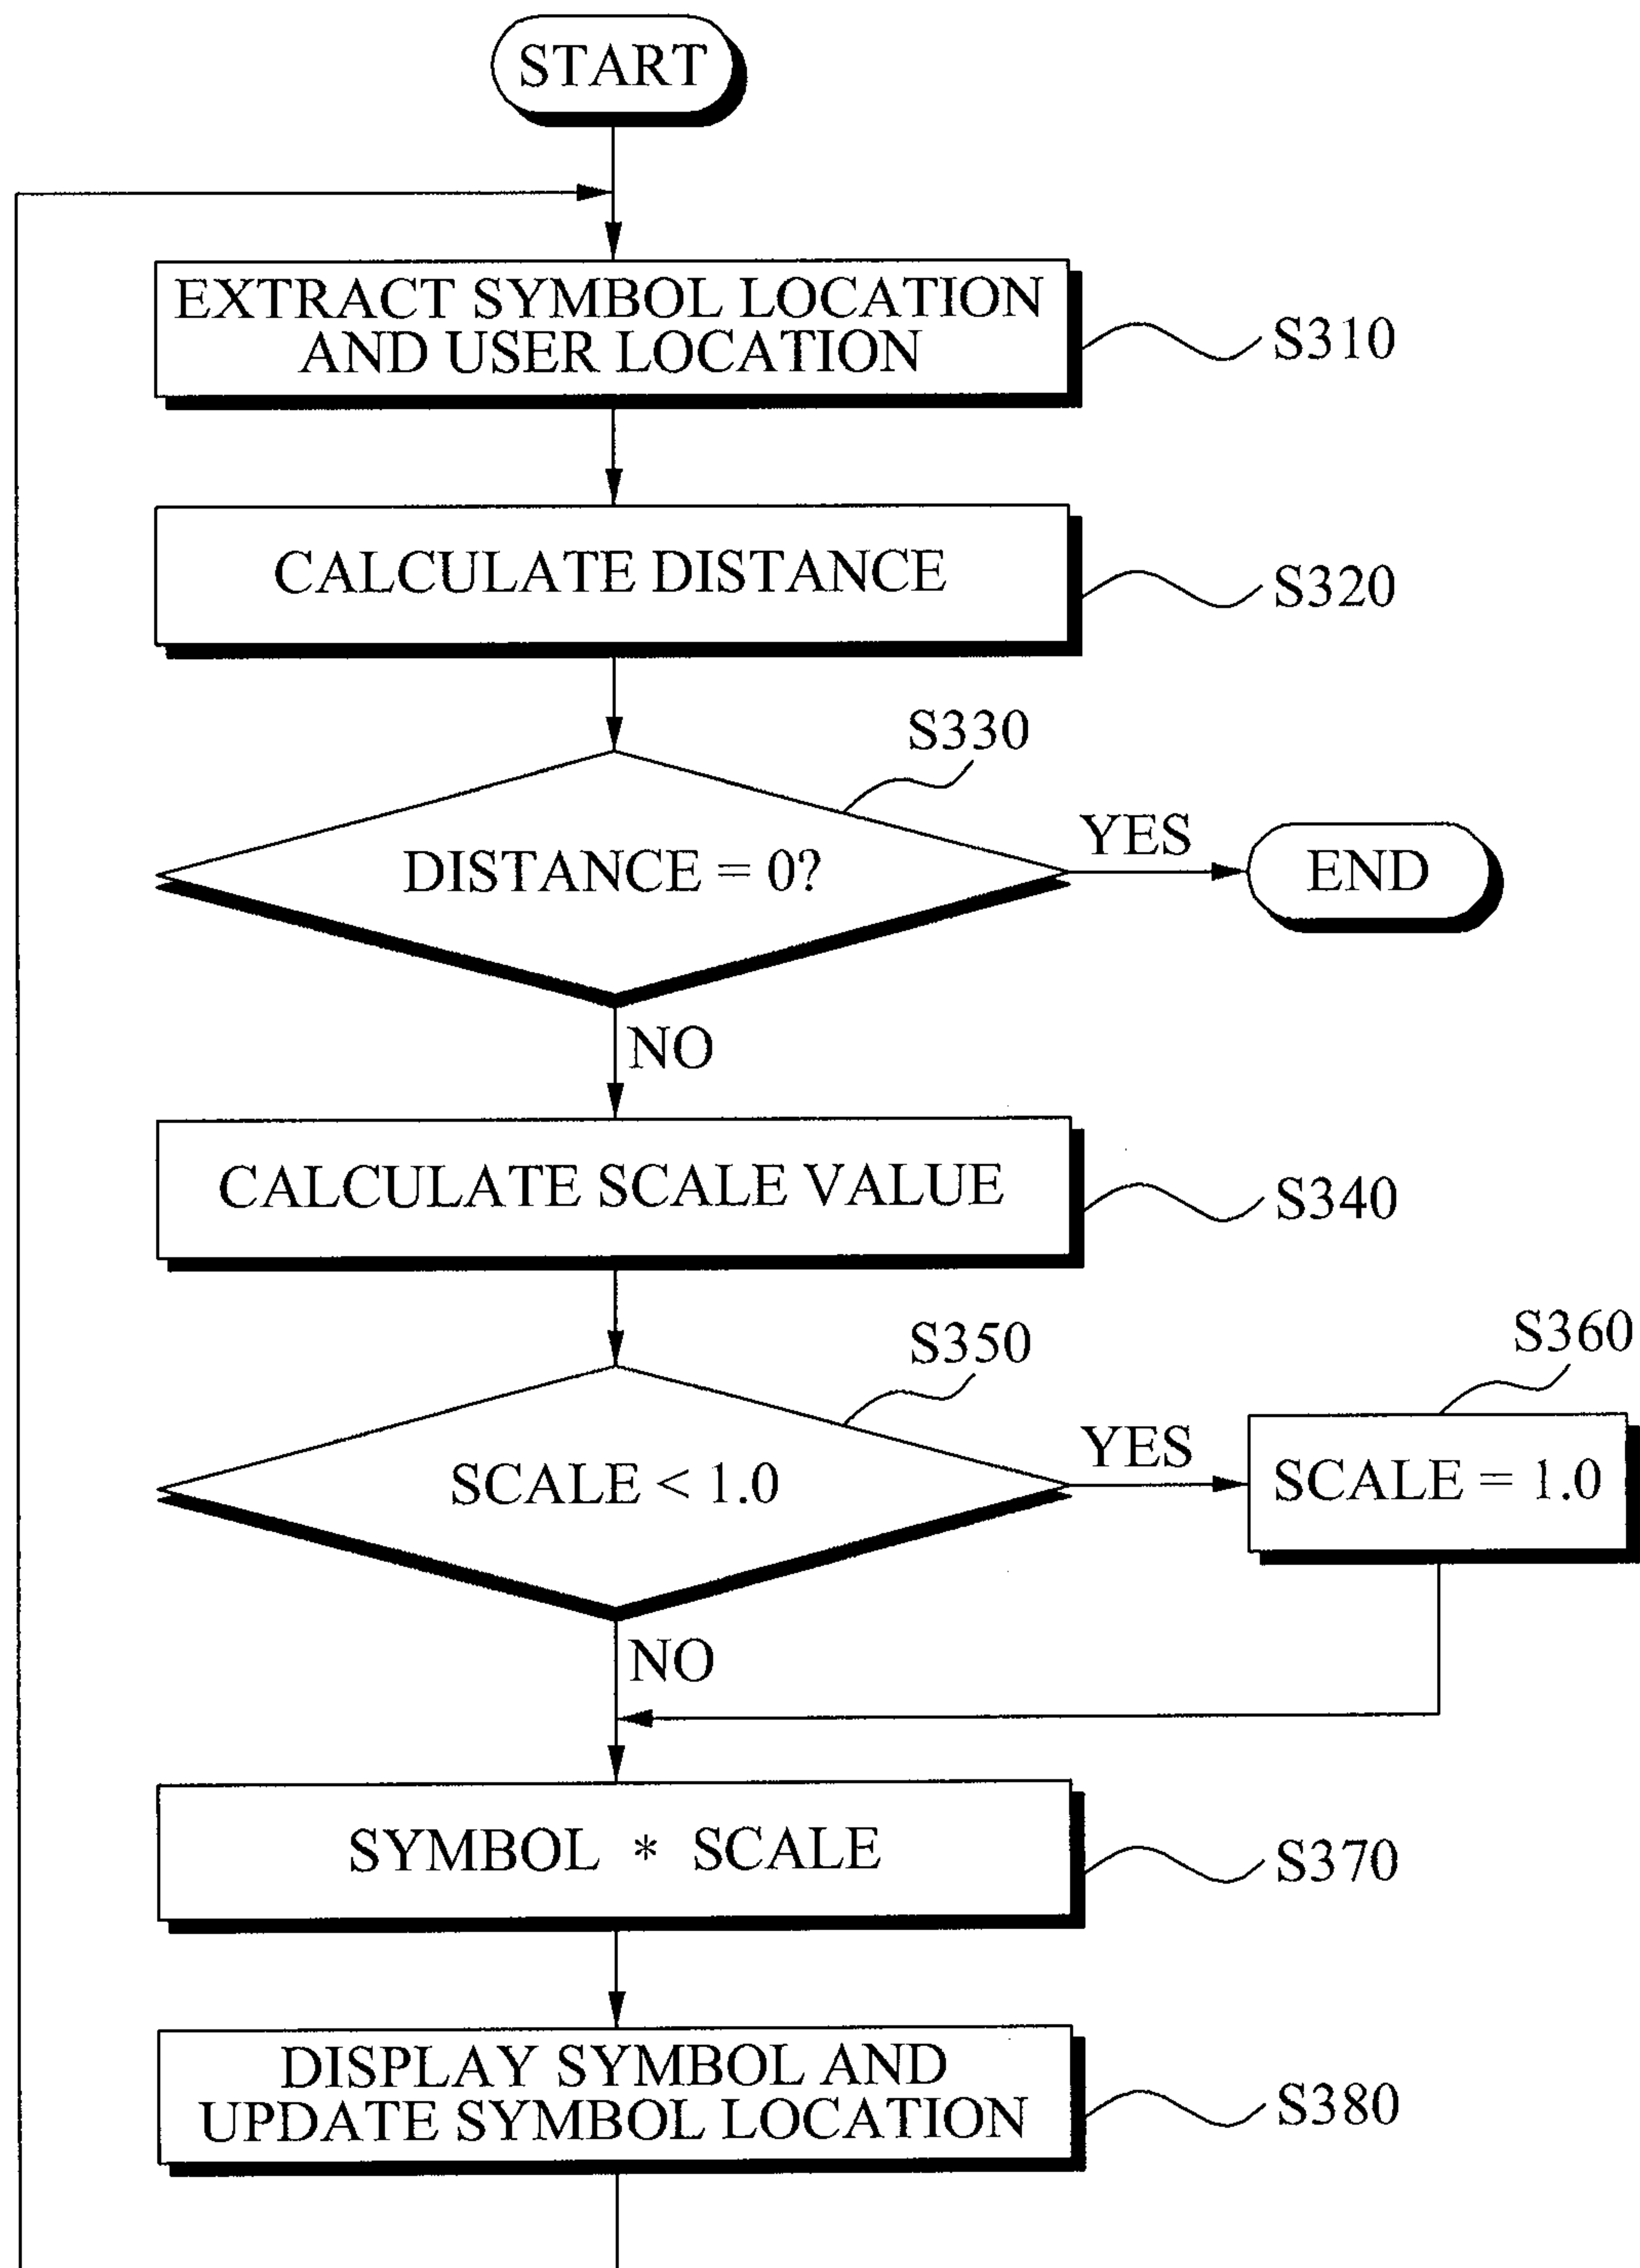 START
EXTRACT SYMBOL LOCATION
AND USER LOCATION
S310
CALCULATE DISTANCE
S320
S330
DISTANCE = 0?
YES
END
NO
CALCULATE SCALE VALUE
S340
S350
S360
SCALE < 1.0
YES
SCALE = 1.0
NO
SYMBOL * SCALE
S370
DISPLAY SYMBOL AND
UPDATE SYMBOL LOCATION
S380